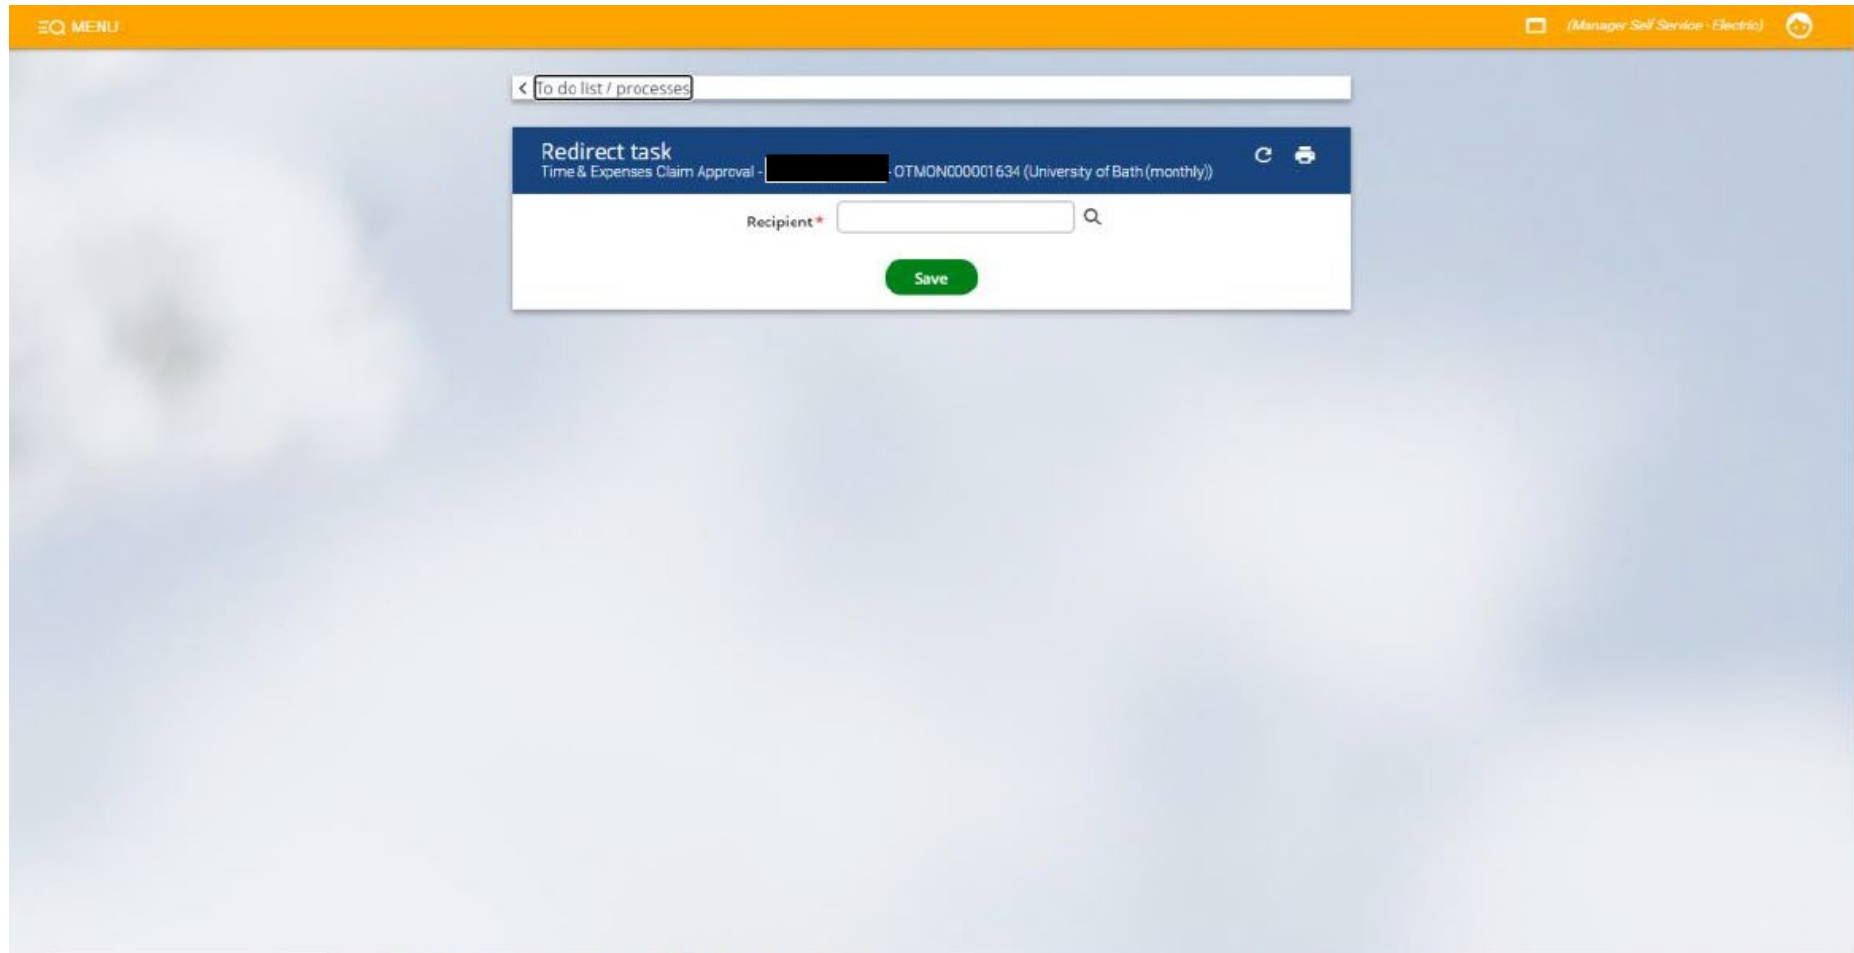 MENU
(Manager Self Service - Electric)
To do list / processes
Redirect task
Time & Expenses Claim Approval - - OTMON000001634 (University of Bath (monthly))
Recipient*
Save